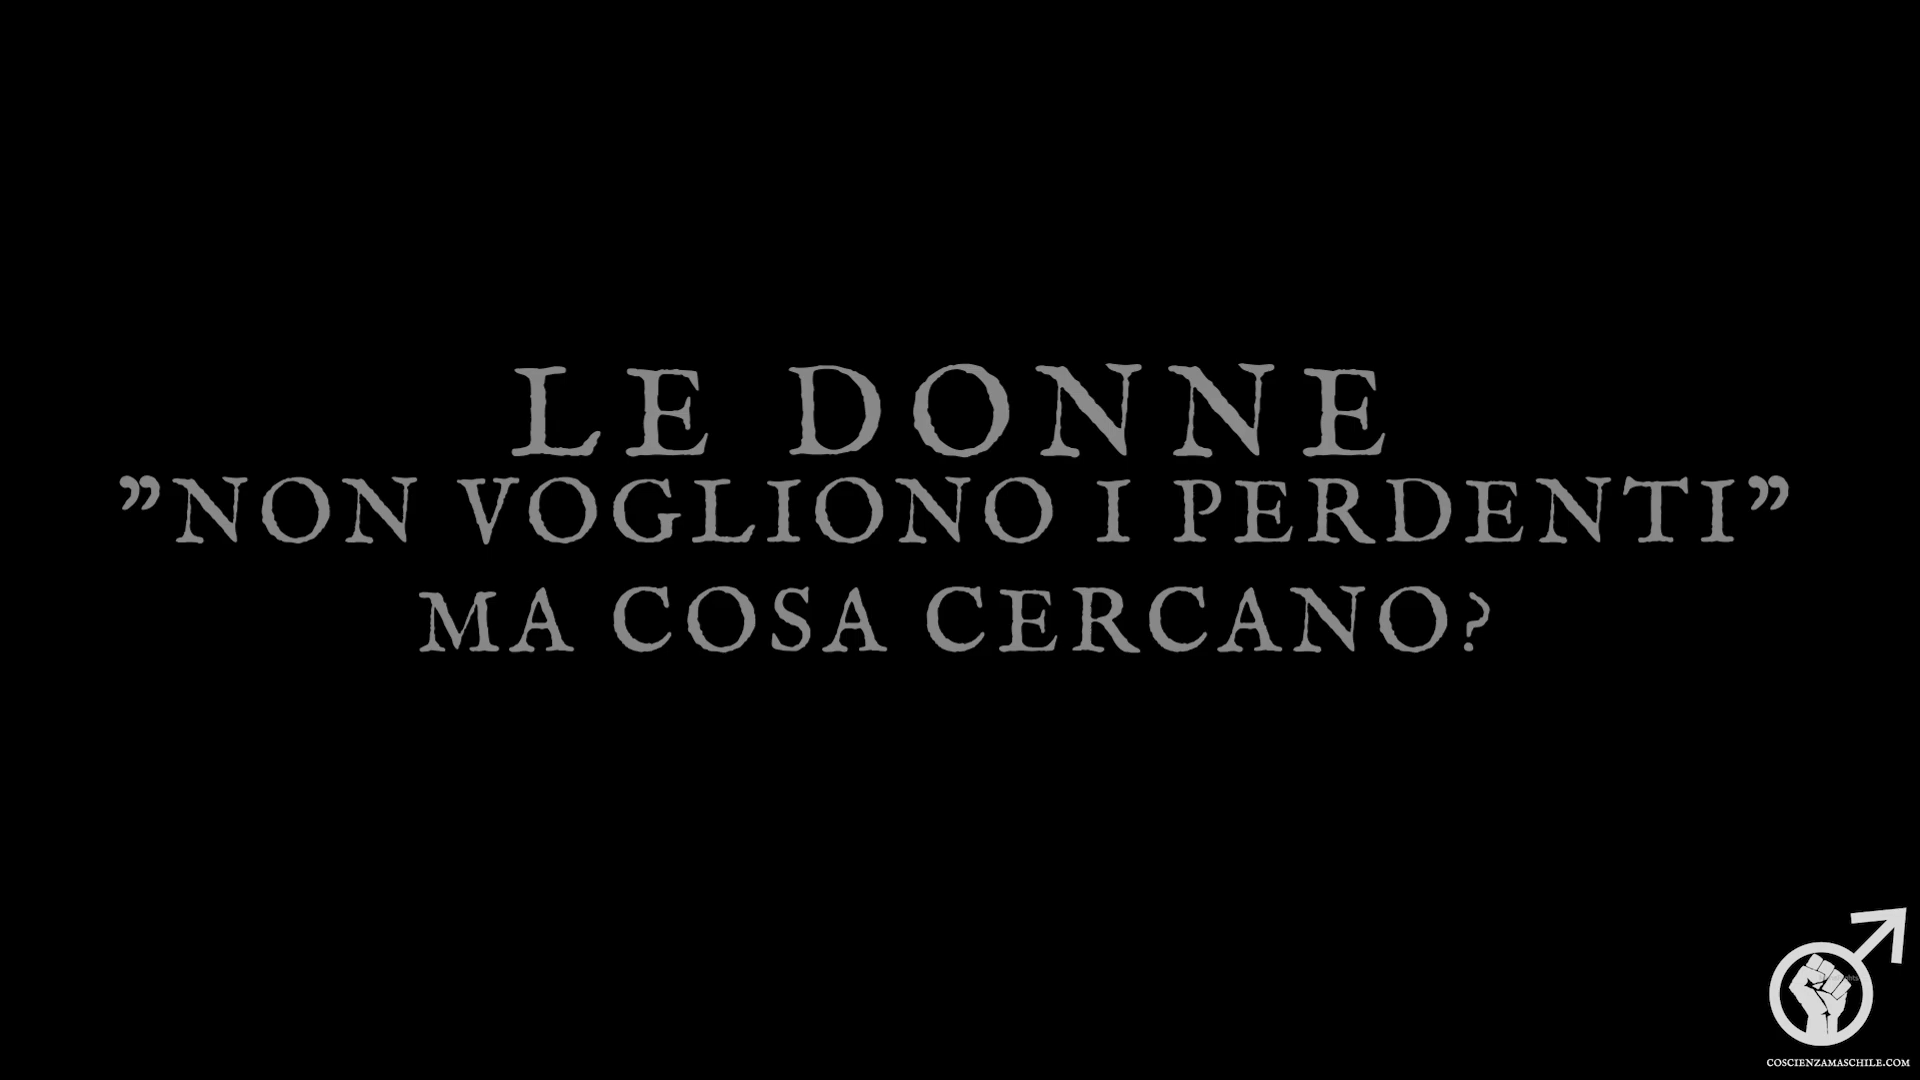 LE DONNE
”NON VOGLIONO I PERDENTI”
MA COSA CERCANO?
COSCIENZAMASCHILE.COM